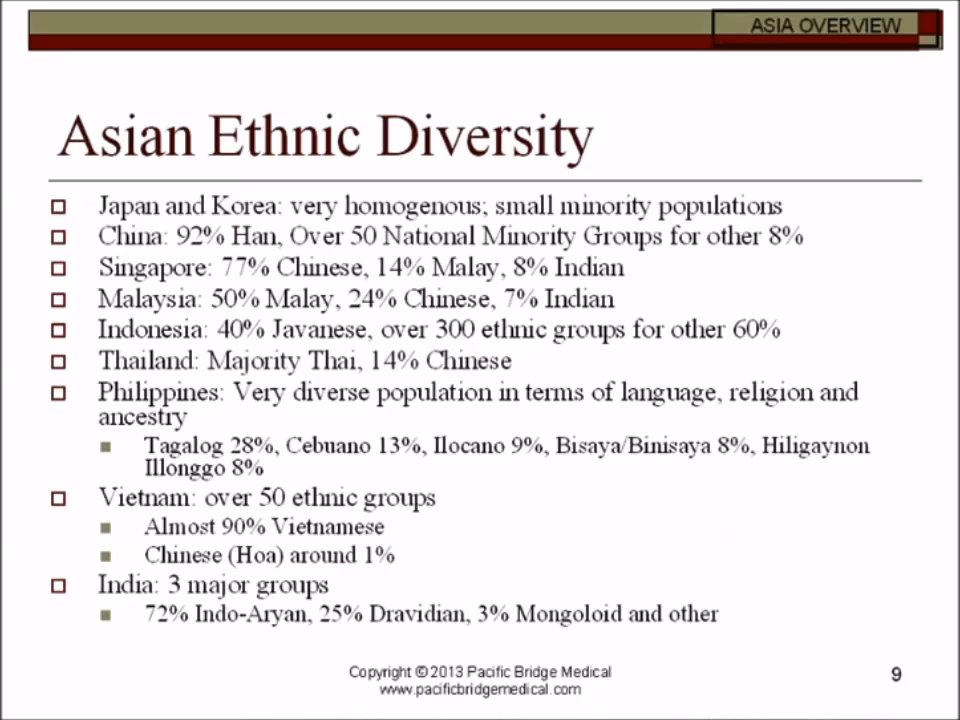 ASIA OVERVIEW
Asian Ethnic Diversity
Japan and Korea: very homogenous; small minority populations
China: 92% Han, Over 50 National Minority Groups for other 8%
Singapore: 77% Chinese, 14% Malay, 8% Indian
Malaysia: 50% Malay, 24% Chinese, 7% Indian
Indonesia: 40% Javanese, over 300 ethnic groups for other 60%
Thailand: Majority Thai, 14% Chinese
Philippines: Very diverse population in terms of language, religion and
ancestry
Tagalog 28%, Cebuano 13%, Ilocano 9%, Bisaya/Binisaya 8%, Hiligaynon
Illonggo 8%
Vietnam: over 50 ethnic groups
Almost 90% Vietnamese
Chinese (Hoa) around 1%
India: 3 major groups
72% Indo-Aryan, 25% Dravidian, 3% Mongoloid and other
Copyright © 2013 Pacific Bridge Medical
www.pacificbridgemedical.com
9